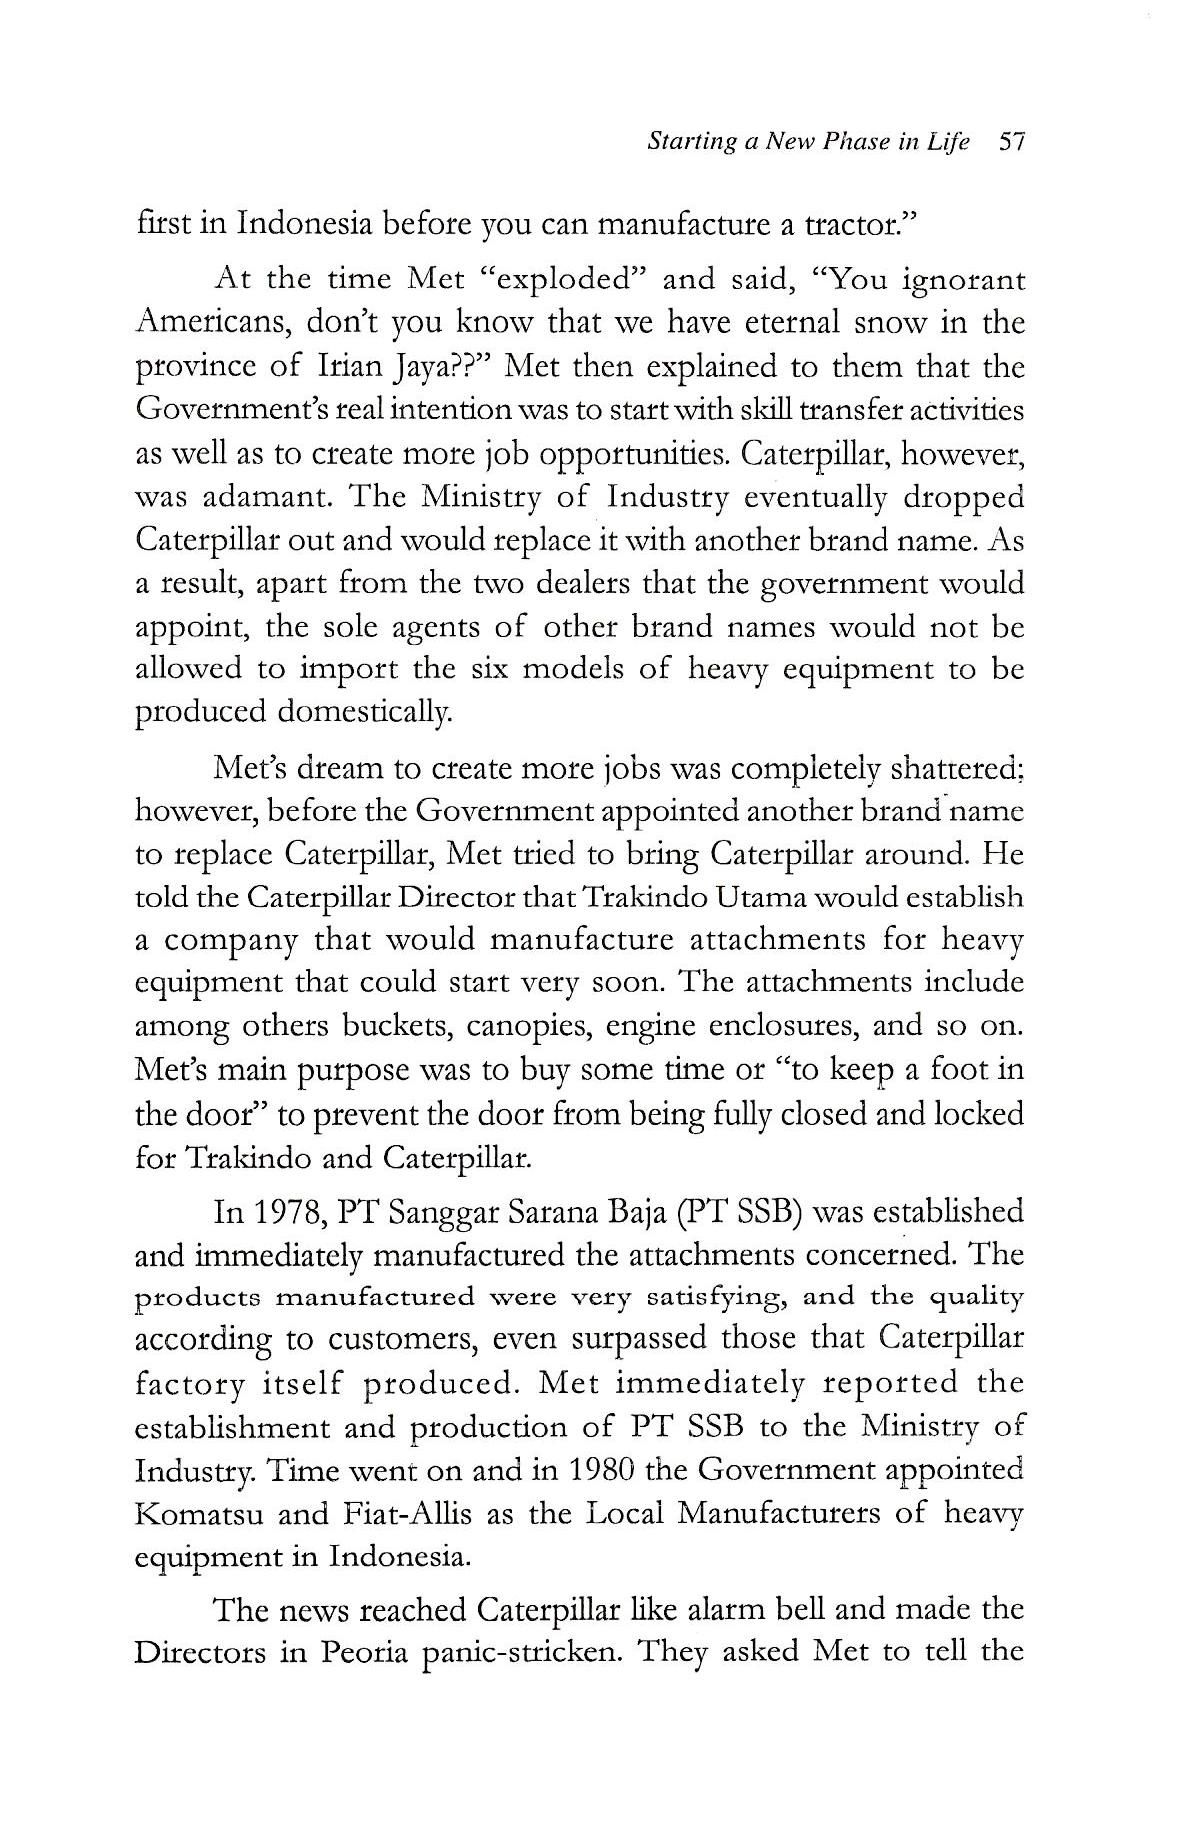 Starting a New Phase in Life 57
first in Indonesia before you can manufacture a tractor.”
At the time Met “exploded” and said, “You ignorant
Americans, don’t you know that we have eternal snow in the
province of Irian Jaya??” Met then explained to them that the
Government’s real intention was to start with skill transfer activities
as well as to create more job opportunities. Caterpillar, however,
was adamant. The Ministry of Industry eventually dropped
Caterpillar out and would replace it with another brand name. As
a result, apart from the two dealers that the government would
appoint, the sole agents of other brand names would not be
allowed to import the six models of heavy equipment to be
produced domestically.
Met’s dream to create more jobs was completely shattered;
however, before the Government appointed another brand name
to replace Caterpillar, Met tried to bring Caterpillar around. He
told the Caterpillar Director that Trakindo Utama would establish
a company that would manufacture attachments for heavy
equipment that could start very soon. The attachments include
among others buckets, canopies, engine enclosures, and so on.
Met’s main purpose was to buy some time or “to keep a foot in
the door” to prevent the door from being fully closed and locked
for Trakindo and Caterpillar.
In 1978, PT Sanggar Sarana Baja (PT SSB) was established
and immediately manufactured the attachments concerned. The
products manufactured were very satisfying, and the quality
according to customers, even surpassed those that Caterpillar
factory itself produced. Met immediately reported the
establishment and production of PT SSB to the Ministry of
Industry. Time went on and in 1980 the Government appointed
Komatsu and Fiat-Allis as the Local Manufacturers of heavy
equipment in Indonesia.
The news reached Caterpillar like alarm bell and made the
Directors in Peoria panic-stricken. They asked Met to tell the